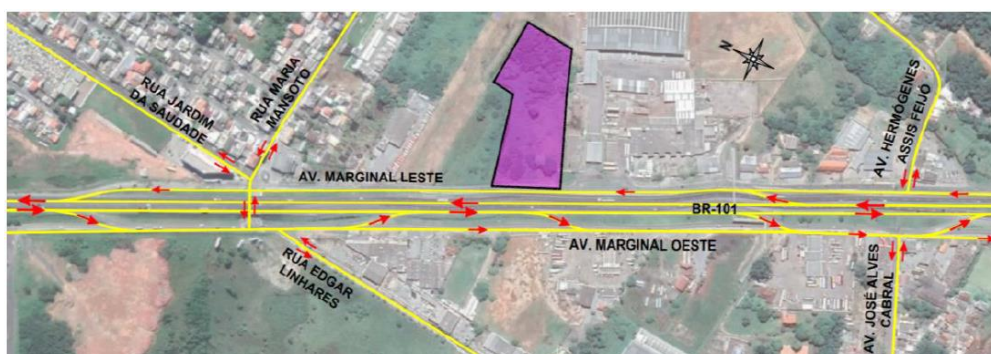 RUA JARDIM
DA SAUDADE
RUA MARIA
MANSOTO
N
AV. HERMÓGENES
ASSIS FEIJÓ
AV. MARGINAL LESTE
BR-101
AV. MARGINAL OESTE
RUA EDGAR
LINHARES
AV. JOSÉ ALVES
CABRAL